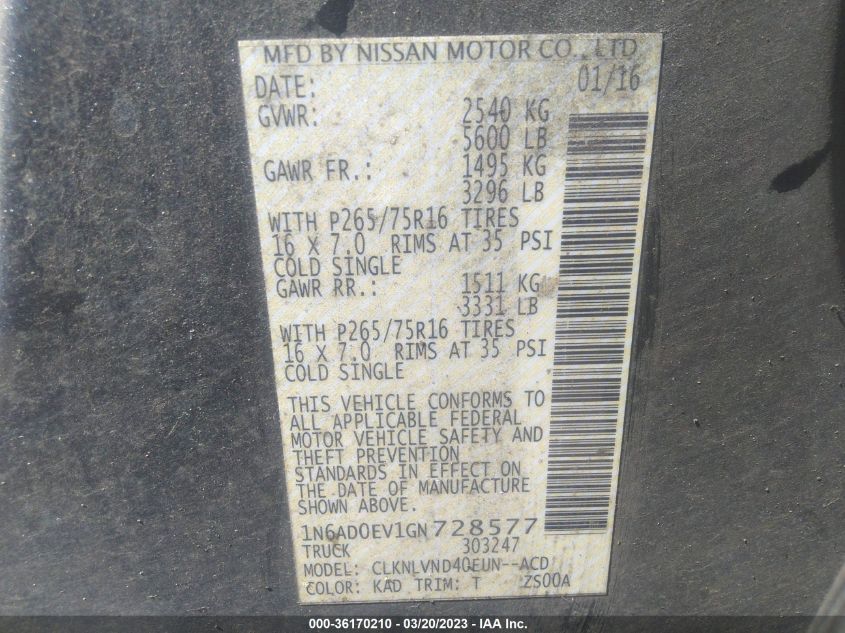 MFD BY NISSAN MOTOR CO., LTD
DATE: 01/16
GVWR: 2540 KG
5600 LB
GAWR FR.: 1495 KG
3296 LB
WITH P265/75R16 TIRES
16 X 7.0 RIMS AT 35 PSI
COLD SINGLE
GAWR RR.: 1511 KG
3331 LB
WITH P265/75R16 TIRES
16 X 7.0 RIMS AT 35 PSI
COLD SINGLE
THIS VEHICLE CONFORMS TO
ALL APPLICABLE FEDERAL
MOTOR VEHICLE SAFETY AND
THEFT PREVENTION
STANDARDS IN EFFECT ON
THE DATE OF MANUFACTURE
SHOWN ABOVE.
1N6AD0EV1GN728577
TRUCK 303247
MODEL: CLKNLVND40EUN--ACD
COLOR: KAD TRIM: T ZS00A
000-36170210 - 03/20/2023 - IAA Inc.